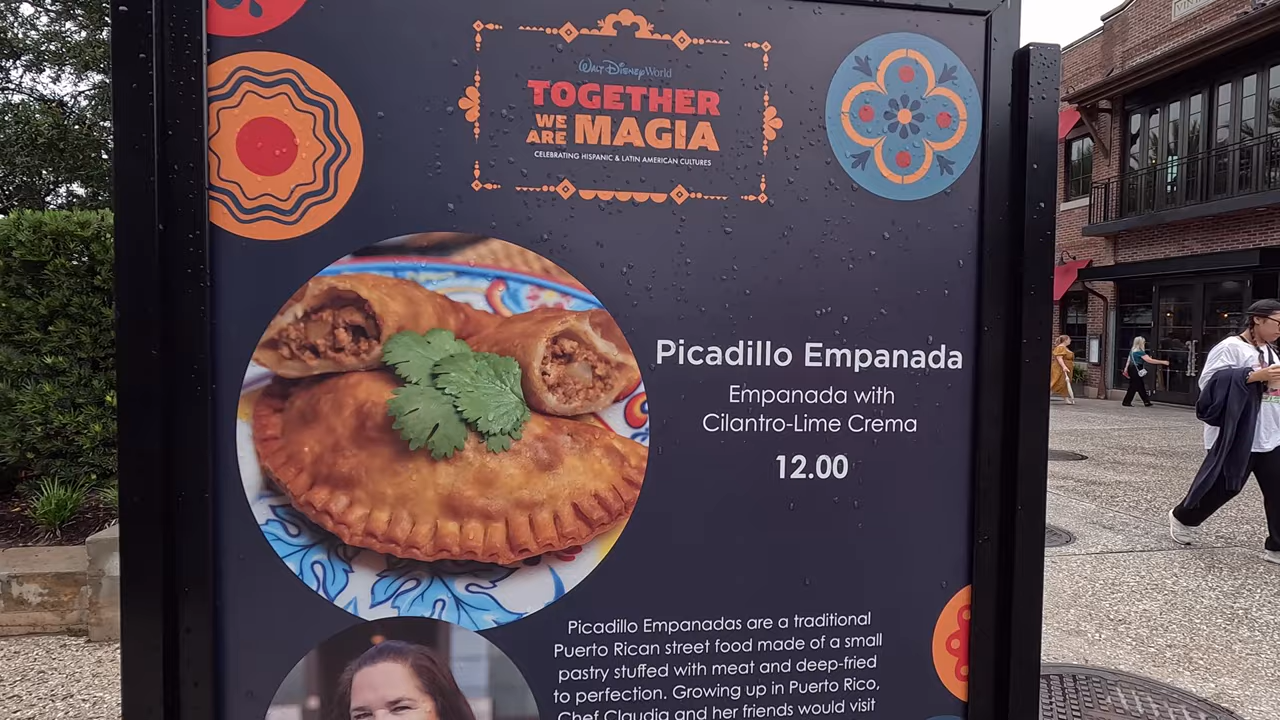 Walt Disney World
TOGETHER
WE ARE MAGIA
CELEBRATING HISPANIC & LATIN AMERICAN CULTURES
Picadillo Empanada
Empanada with
Cilantro-Lime Crema
12.00
Picadillo Empanadas are a traditional
Puerto Rican street food made of a small
pastry stuffed with meat and deep-fried
to perfection. Growing up in Puerto Rico,
Chef Claudia and her friends would visit